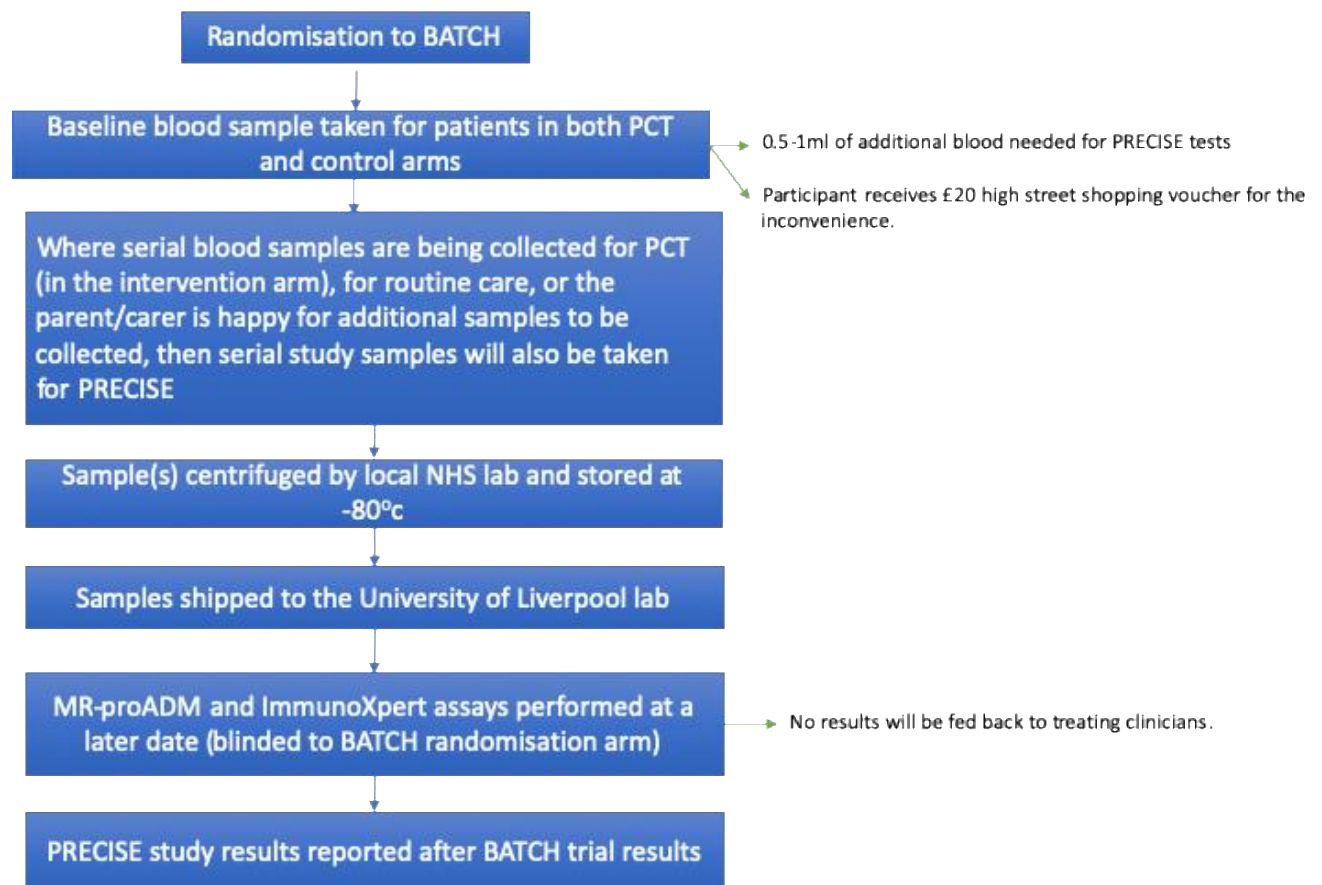 Randomisation to BATCH
Baseline blood sample taken for patients in both PCT
and control arms
0.5-1ml of additional blood needed for PRECISE tests
Participant receives £20 high street shopping voucher for the
inconvenience.
Where serial blood samples are being collected for PCT
(in the intervention arm), for routine care, or the
parent/carer is happy for additional samples to be
collected, then serial study samples will also be taken
for PRECISE
Sample(s) centrifuged by local NHS lab and stored at
-80ºc
Samples shipped to the University of Liverpool lab
MR-proADM and ImmunoXpert assays performed at a
later date (blinded to BATCH randomisation arm)
No results will be fed back to treating clinicians.
PRECISE study results reported after BATCH trial results